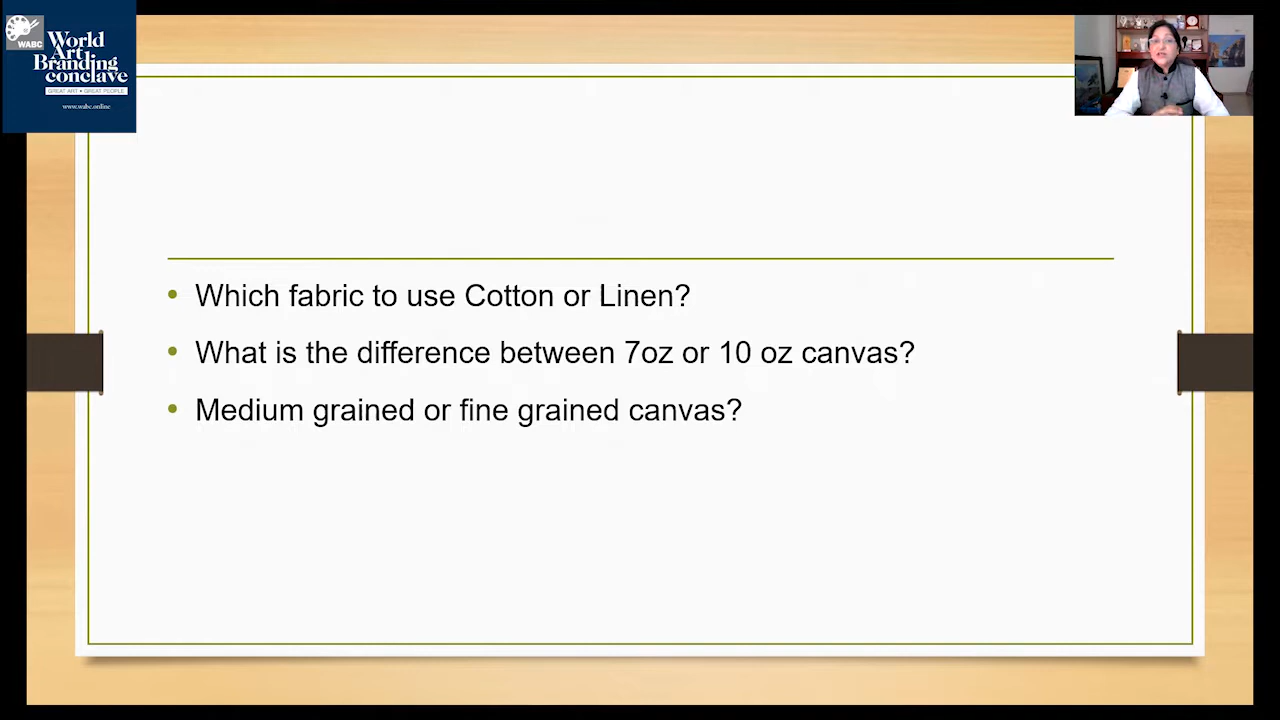 WABC
World
Art
Branding
conclave
GREAT ART • GREAT PEOPLE
www.wabc.online
• Which fabric to use Cotton or Linen?
• What is the difference between 7oz or 10 oz canvas?
• Medium grained or fine grained canvas?